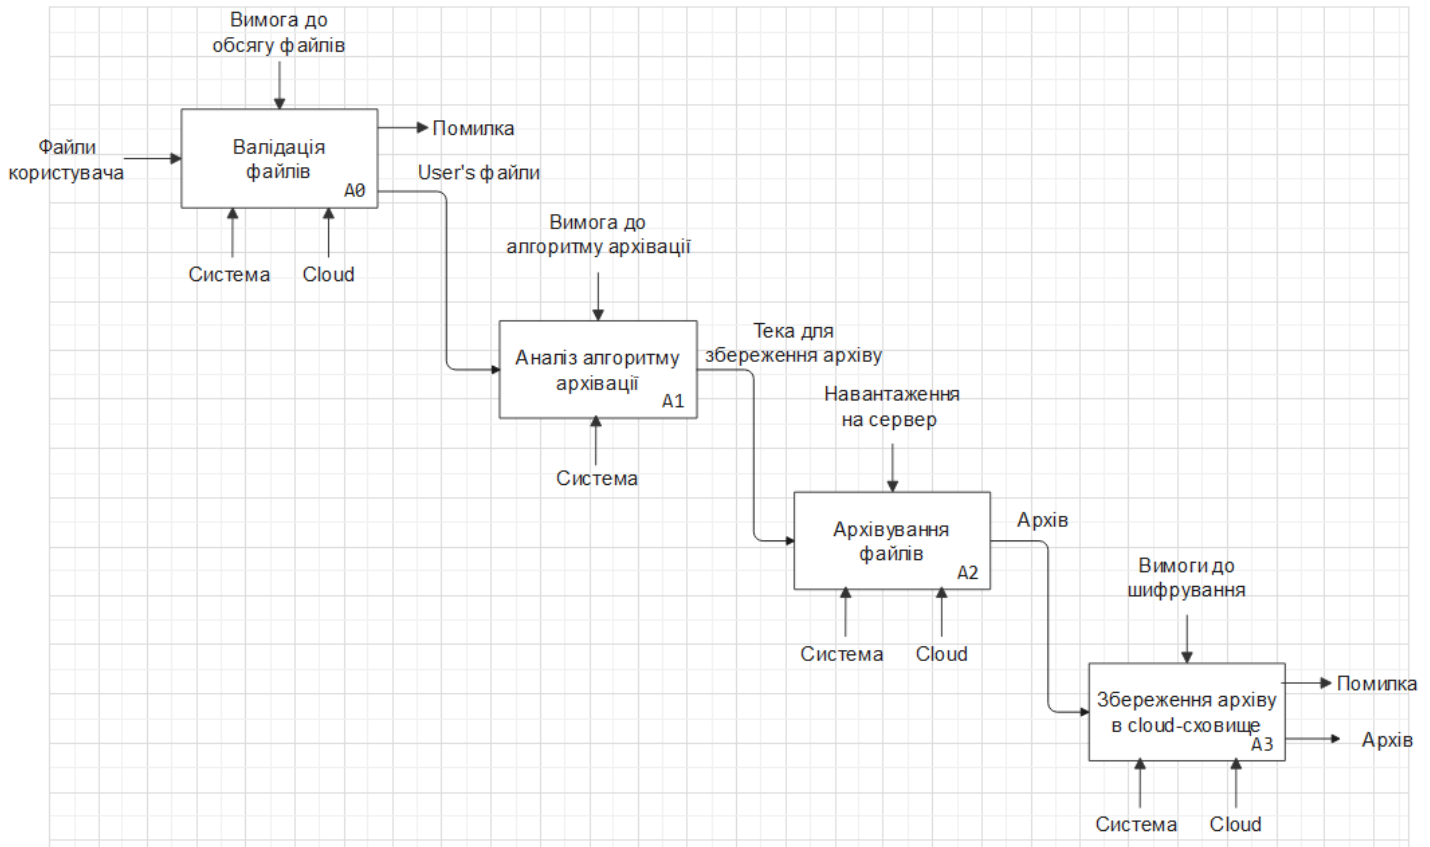 Вимога до
обсягу файлів
Файли
користувача
Валідація
файлів
A0
Помилка
User's файли
Система
Cloud
Вимога до
алгоритму архівації
Аналіз алгоритму
архівації
A1
Тека для
збереження архіву
Система
Навантаження
на сервер
Архівування
файлів
A2
Архів
Система
Cloud
Вимоги до
шифрування
Збереження архіву
в cloud-сховище
A3
Помилка
Архів
Система
Cloud